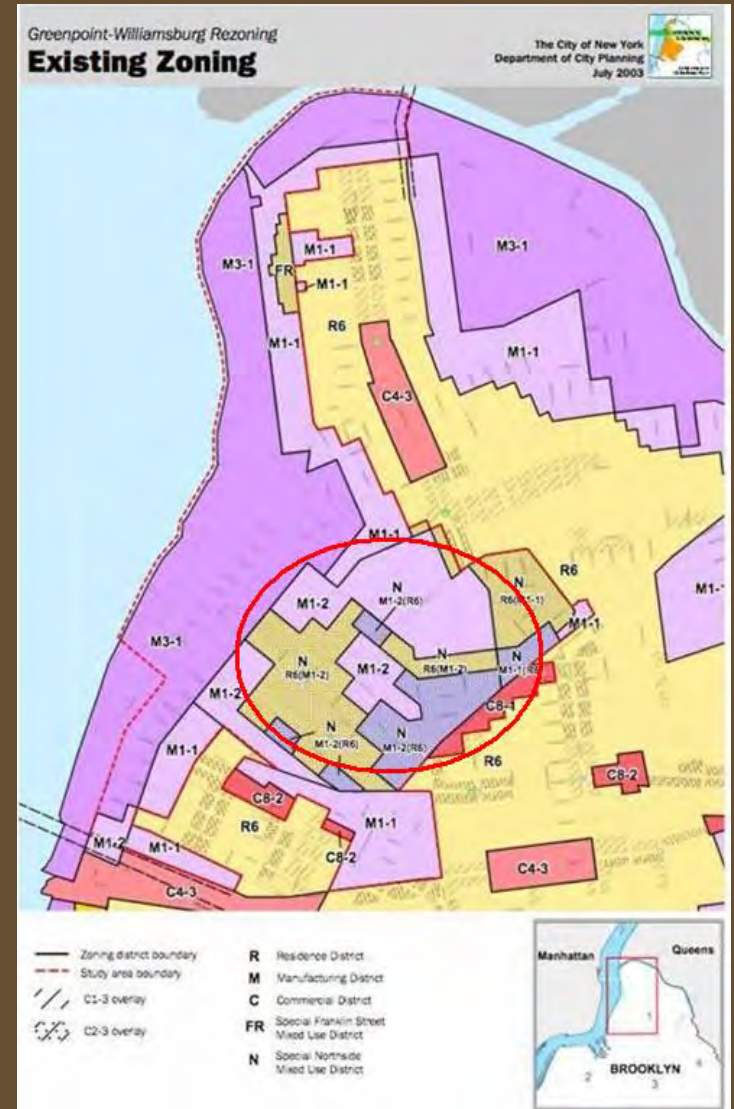 Greenpoint-Williamsburg Rezoning
Existing Zoning
The City of New York
Department of City Planning
July 2003
M3-1
M1-1
FR
M1-1
M3-1
R6
M1-1
M1-1
C4-3
M1-1
N
M1-2(R6)
N
R6(M1-1)
R6
M1-
M1-2
M1-1
M3-1
N
R6(M1-2)
N
R6(M1-2)
N
M1-1(R6
M1-2
M1-2
C8-1
N
M1-2(R6)
N
M1-2(R6)
M1-1
R6
C8-2
C8-2
R6
M1-1
M1-2
M1-1
C8-2
C4-3
C4-3
Zoning district boundary
Study area boundary
C1-3 overlay
C2-3 overlay
R Residence District
M Manufacturing District
C Commercial District
FR Special Franklin Street
Mixed Use District
N Special Northside
Mixed Use District
Manhattan
Queens
1
BROOKLYN
2
3
4